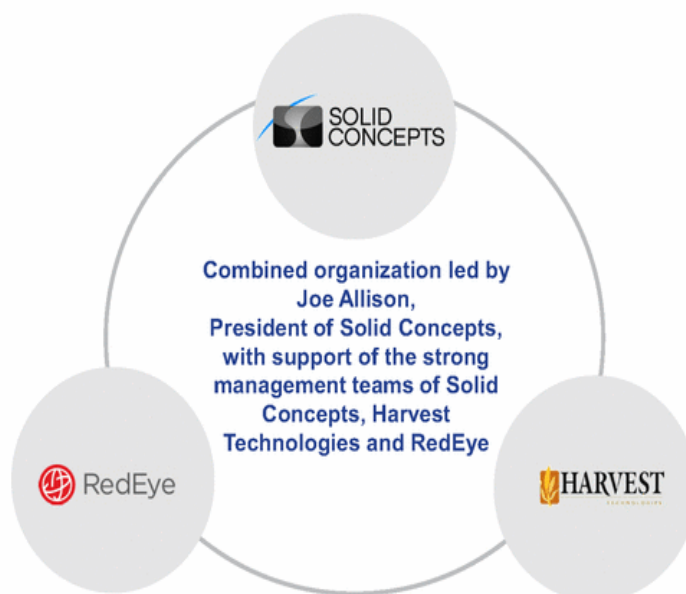 SOLID
CONCEPTS
Combined organization led by
Joe Allison,
President of Solid Concepts,
with support of the strong
management teams of Solid
Concepts, Harvest
Technologies and RedEye
RedEye
HARVEST
TECHNOLOGIES